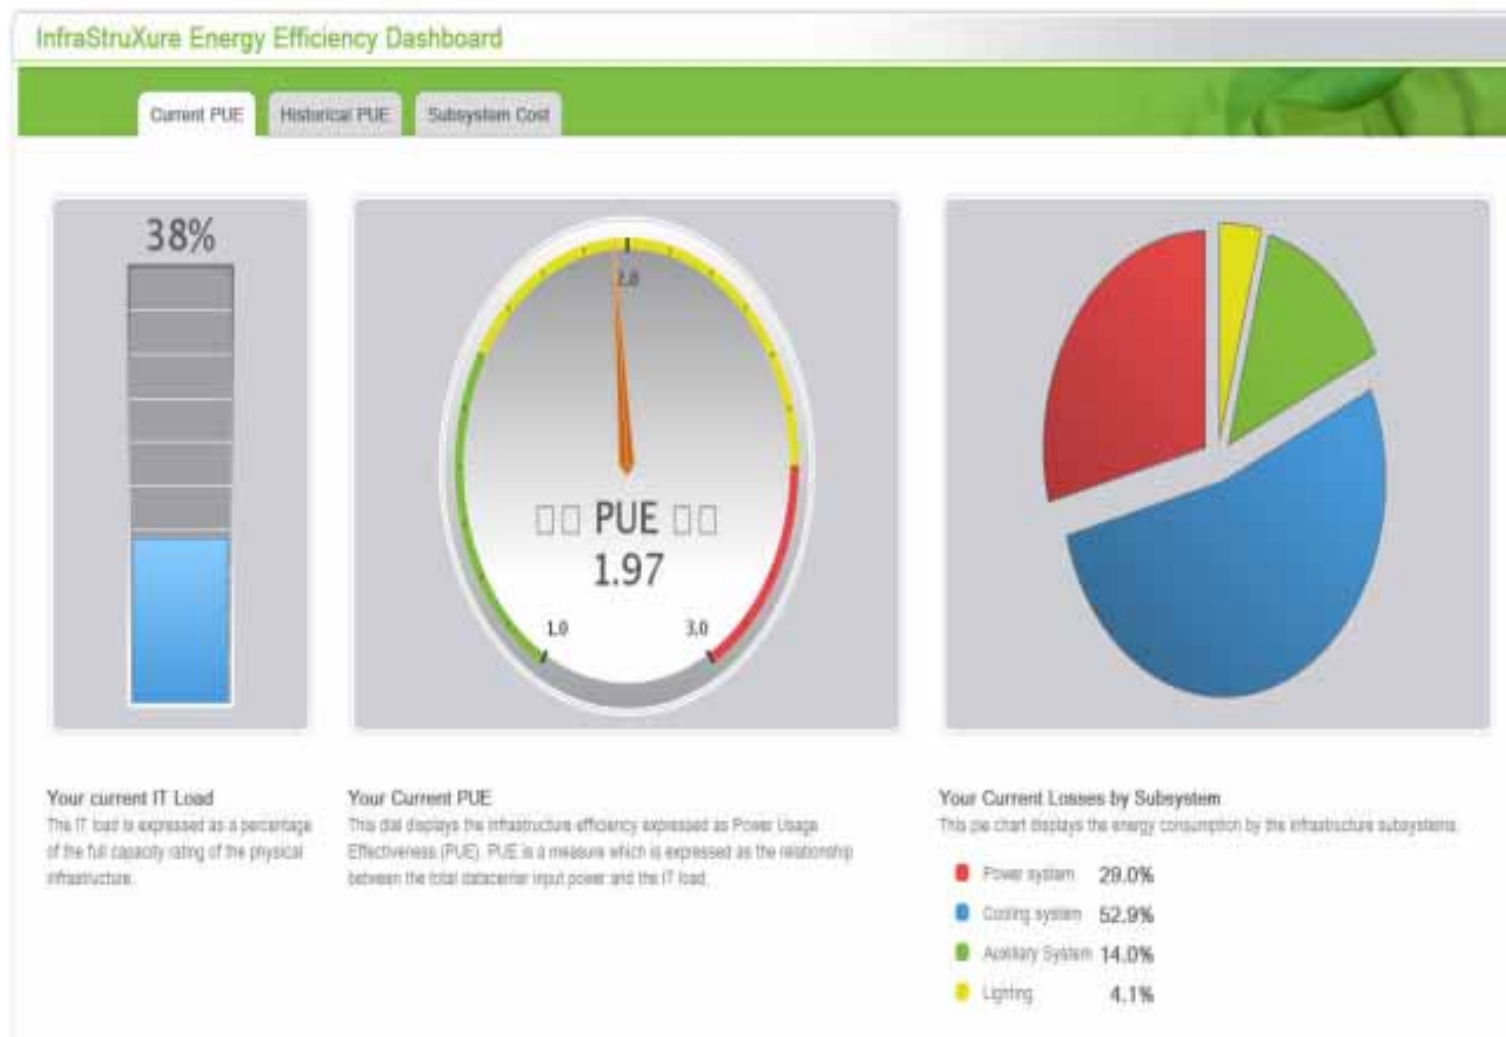 InfraStruXure Energy Efficiency Dashboard
Current PUE Historical PUE Subsystem Cost
38%
2.0
PUE
1.97
1.0 3.0
Your current IT Load
The IT load is expressed as a percentage
of the full capacity rating of the physical
infrastructure.
Your Current PUE
This dial displays the infrastructure efficiency expressed as Power Usage
Effectiveness (PUE). PUE is a measure which is expressed as the relationship
between the total datacenter input power and the IT load.
Your Current Losses by Subsystem
This pie chart displays the energy consumption by the infrastructure subsystems.
Power system 29.0%
Cooling system 52.9%
Auxiliary System 14.0%
Lighting 4.1%